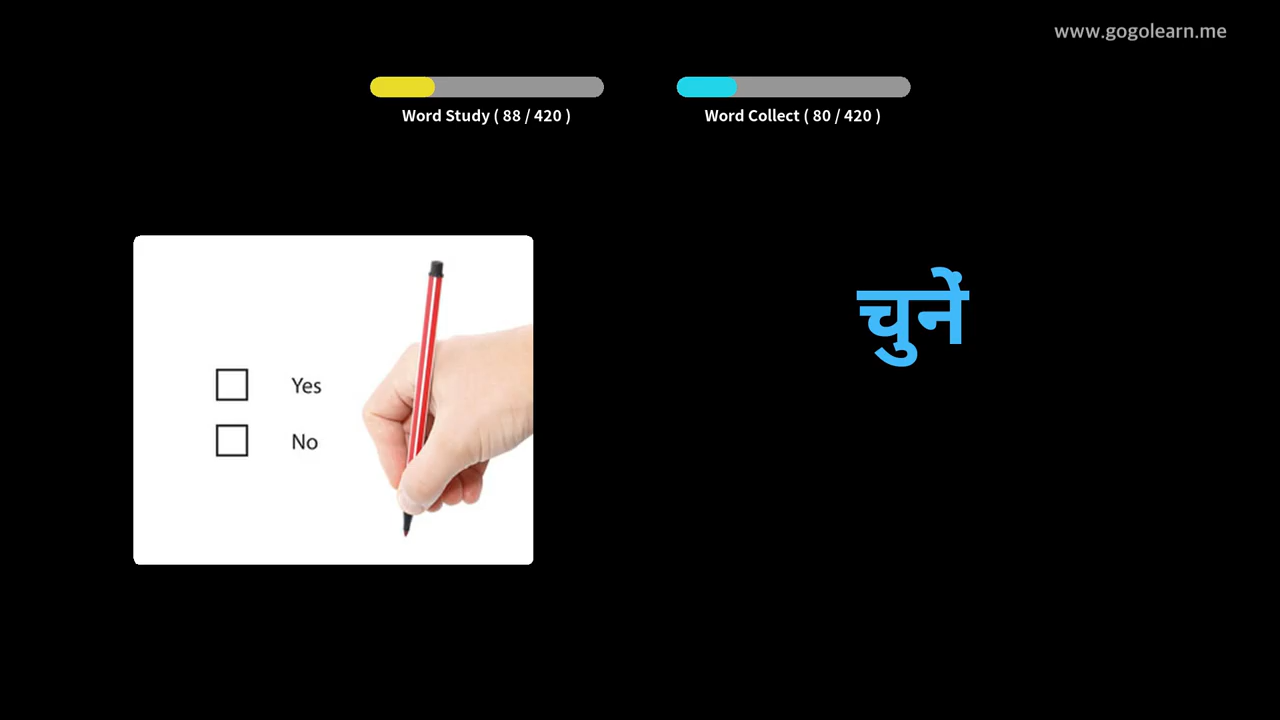 www.gogolearn.me
Word Study ( 88 / 420 )
Word Collect ( 80 / 420 )
Yes
No
चुनें